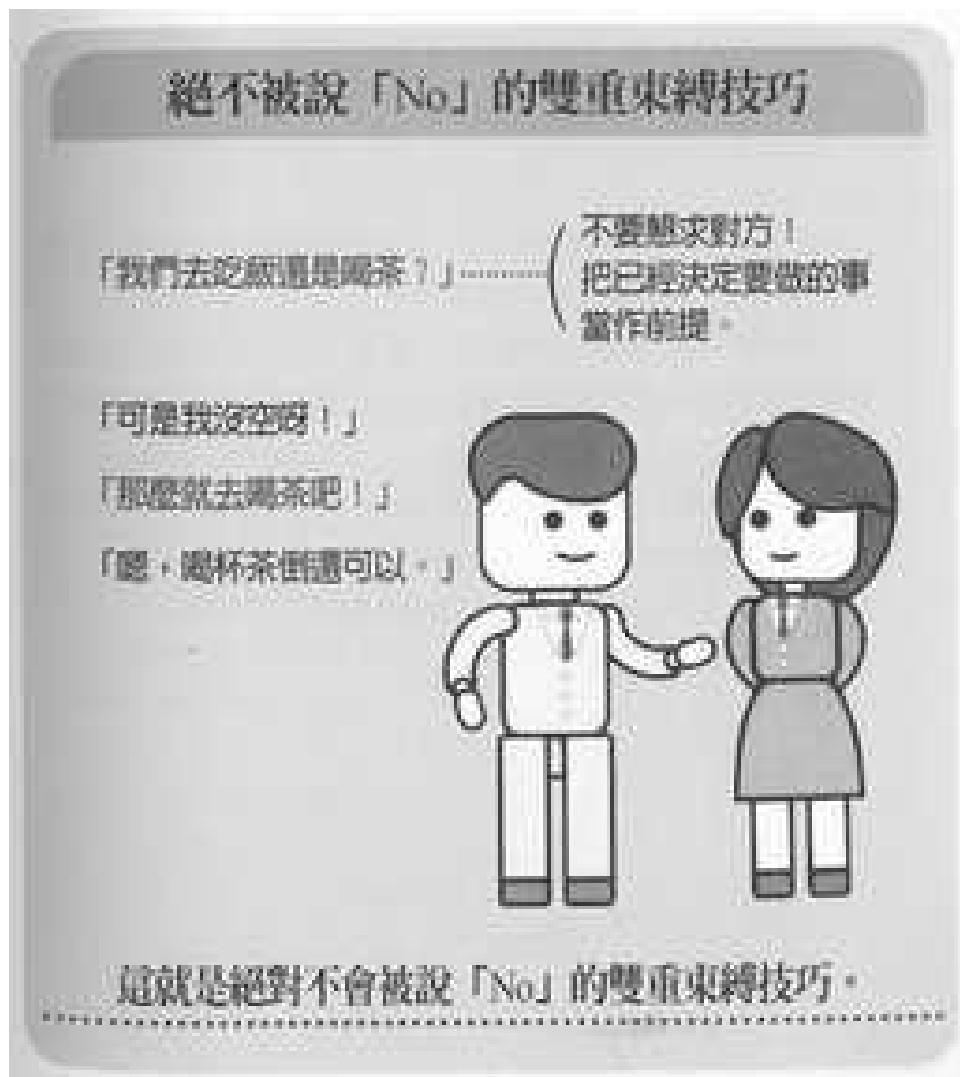 絕不被說「No」的雙重束縛技巧
「我們去吃飯還是喝茶？」
不要懇求對方！
把已經決定要做的事
當作前提。
「可是我沒空呀！」
「那麼就去喝茶吧！」
「嗯，喝杯茶倒還可以。」
這就是絕對不會被說「No」的雙重束縛技巧。